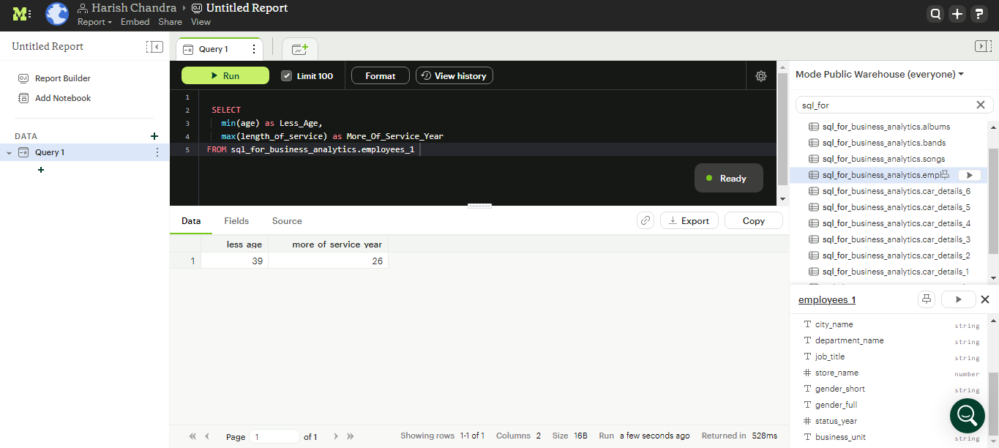 M
Harish Chandra › Untitled Report
Report Embed Share View
?
Untitled Report
Query 1
Run
Limit 100
Format
View history
Mode Public Warehouse (everyone)
Report Builder
Add Notebook
DATA
Query 1
1
2 SELECT
3 min(age) as Less_Age,
4 max(length_of_service) as More_Of_Service_Year
5 FROM sql_for_business_analytics.employees_1
Ready
sql_for
sql_for_business_analytics.albums
sql_for_business_analytics.bands
sql_for_business_analytics.songs
sql_for_business_analytics.empl
sql_for_business_analytics.car_details_6
sql_for_business_analytics.car_details_5
sql_for_business_analytics.car_details_4
sql_for_business_analytics.car_details_3
sql_for_business_analytics.car_details_2
sql_for_business_analytics.car_details_1
Data Fields Source
Export
Copy
less age more of service year
1 39 26
employees 1
city_name string
department_name string
job_title string
store_name number
gender_short string
gender_full
status_year
business_unit string
Page 1 of 1
Showing rows 1-1 of 1 Columns 2 Size 16B Run a few seconds ago Returned in 528ms